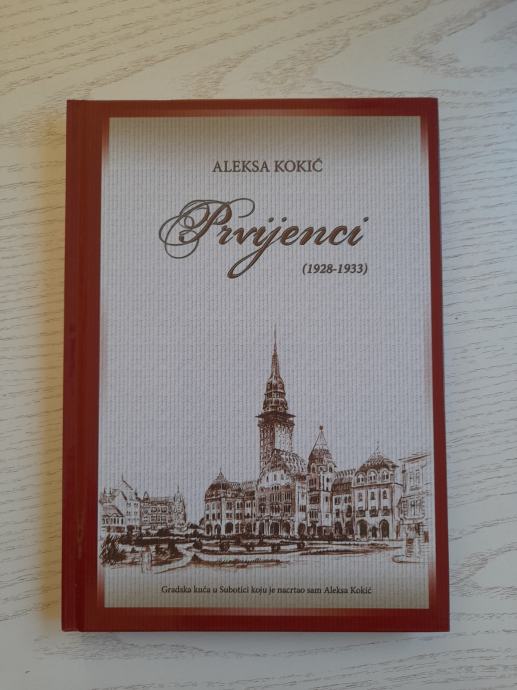 ALEKSA KOKIĆ
Prvijenci
(1928-1933)
Gradska kuća u Subotici koju je nacrtao sam Aleksa Kokić